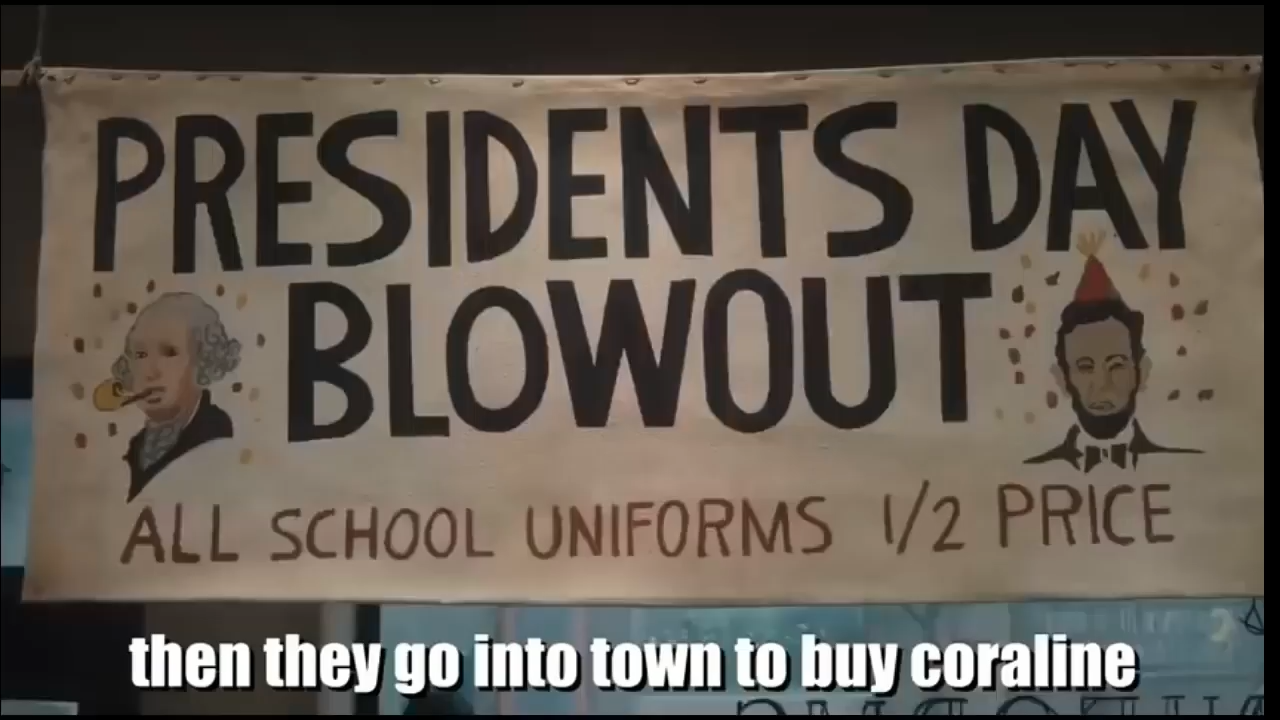 PRESIDENTS DAY
BLOWOUT
ALL SCHOOL UNIFORMS 1/2 PRICE
then they go into town to buy coraline